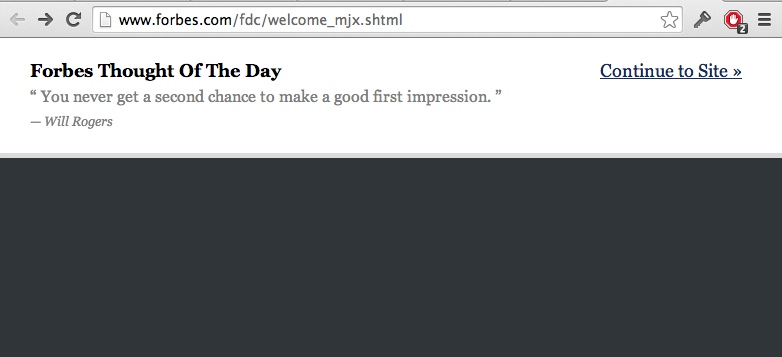 www.forbes.com/fdc/welcome_mjx.shtml
2
Forbes Thought Of The Day
Continue to Site »
“ You never get a second chance to make a good first impression. ”
— Will Rogers